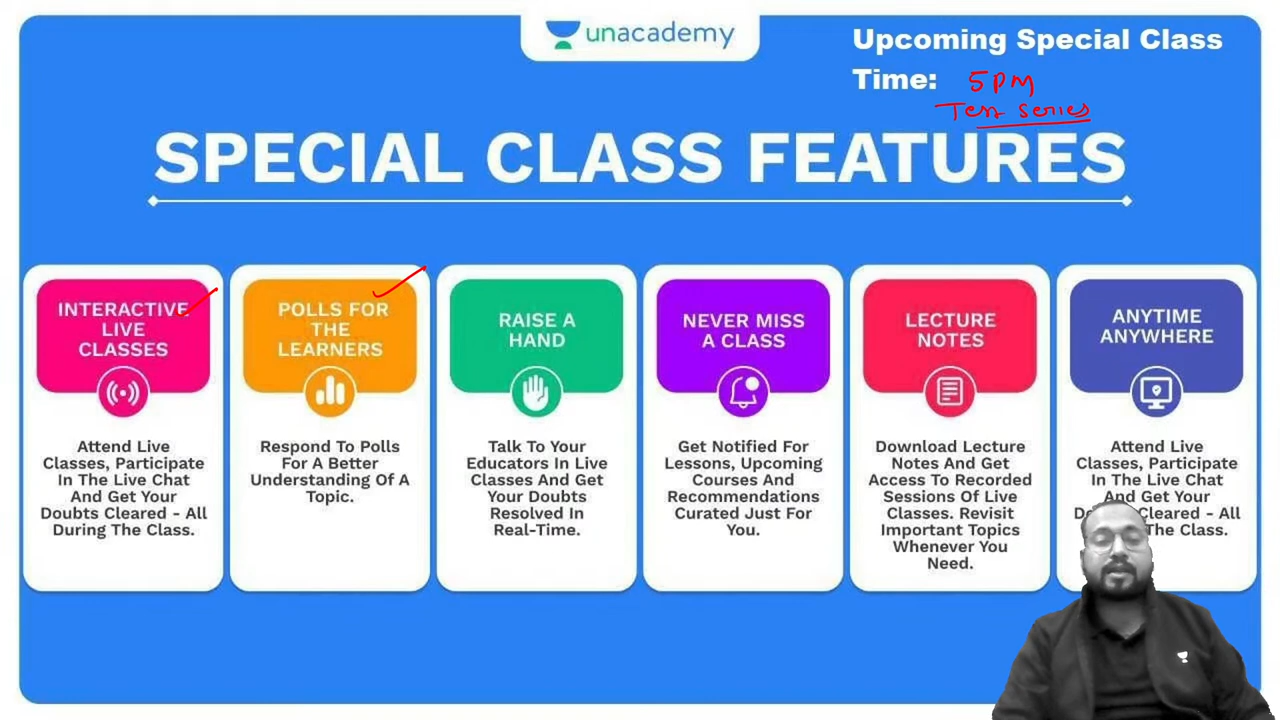 unacademy
Upcoming Special Class
Time: 5 PM
Test Series
SPECIAL CLASS FEATURES
INTERACTIVE
LIVE
CLASSES
Attend Live
Classes, Participate
In The Live Chat
And Get Your
Doubts Cleared - All
During The Class.
POLLS FOR
THE
LEARNERS
Respond To Polls
For A Better
Understanding Of A
Topic.
RAISE A
HAND
Talk To Your
Educators In Live
Classes And Get
Your Doubts
Resolved In
Real-Time.
NEVER MISS
A CLASS
Get Notified For
Lessons, Upcoming
Courses And
Recommendations
Curated Just For
You.
LECTURE
NOTES
Download Lecture
Notes And Get
Access To Recorded
Sessions Of Live
Classes. Revisit
Important Topics
Whenever You
Need.
ANYTIME
ANYWHERE
Attend Live
Classes, Participate
In The Live Chat
And Get Your
Cleared - All
The Class.